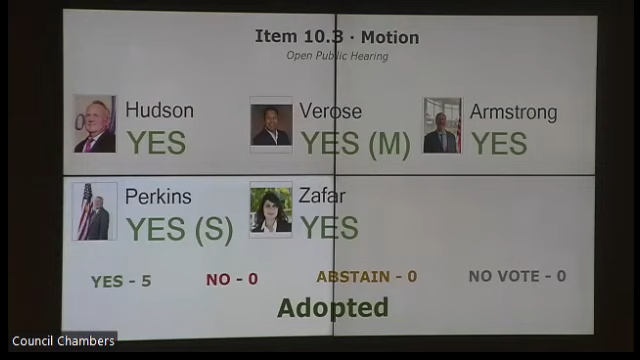 Item 10.3 · Motion
Open Public Hearing
Hudson
YES
Verose
YES (M)
Armstrong
YES
Perkins
YES (S)
Zafar
YES
YES - 5
NO - 0
ABSTAIN - 0
NO VOTE - 0
Adopted
Council Chambers